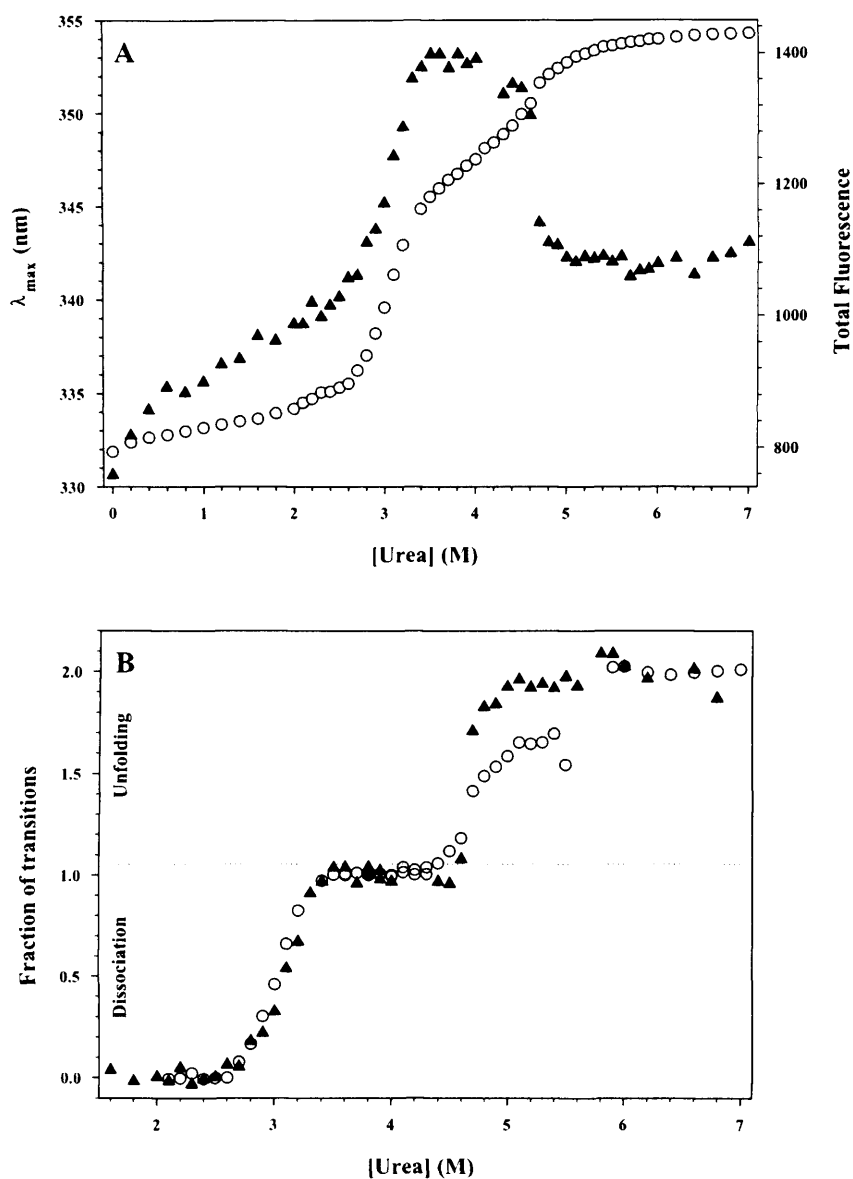 A
355
350
345
340
335
330
λmax (nm)
1400
1200
1000
800
Total Fluorescence
0 1 2 3 4 5 6 7
[Urea] (M)
B
2.0
1.5
1.0
0.5
0.0
Fraction of transitions
Unfolding
Dissociation
2 3 4 5 6 7
[Urea] (M)